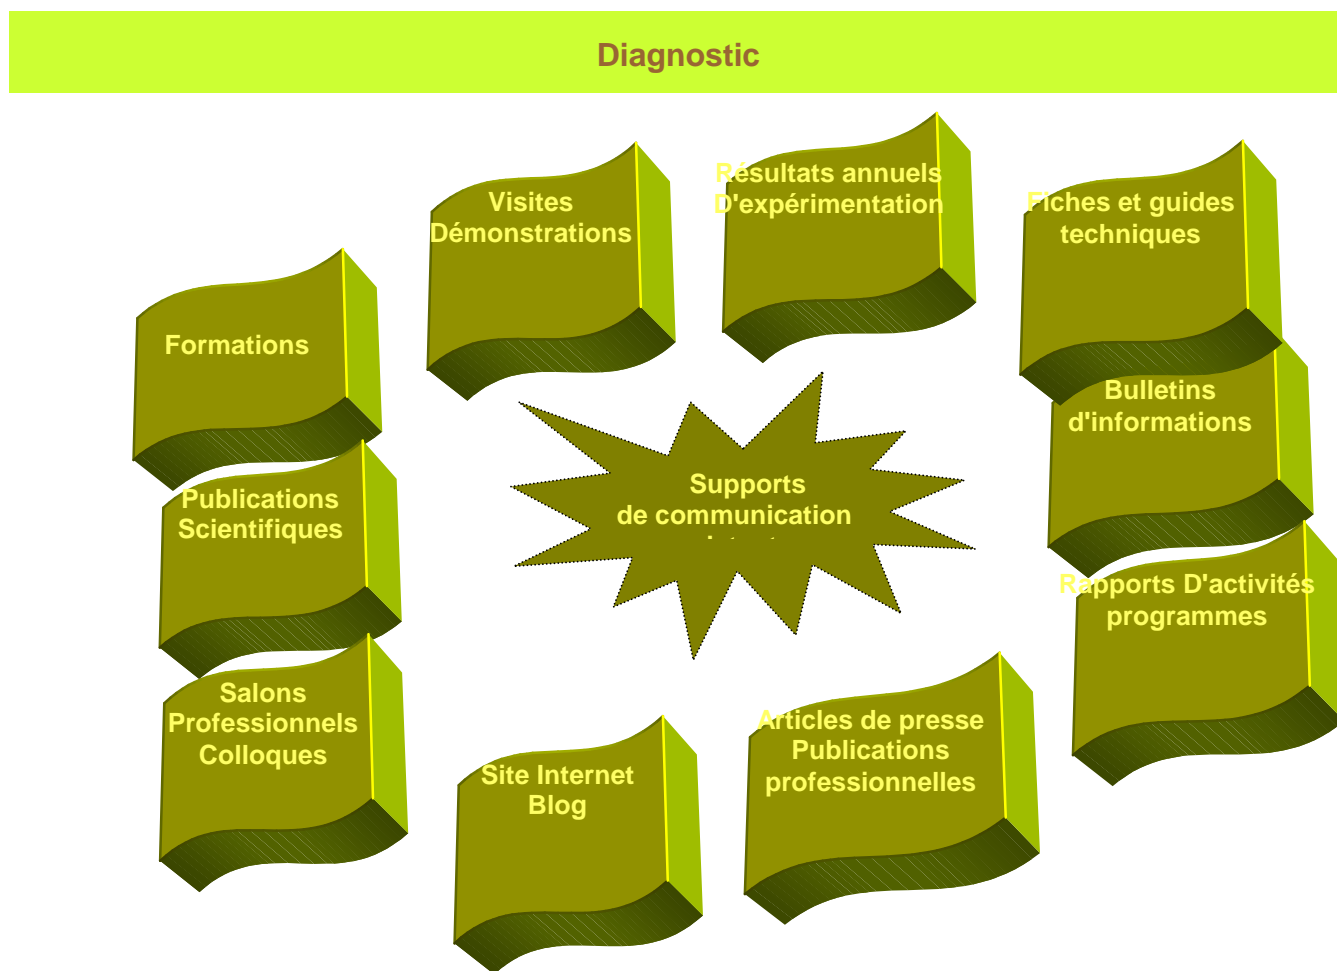 Diagnostic
Visites
Démonstrations
Résultats annuels
D'expérimentation
Fiches et guides
techniques
Formations
Bulletins
d'informations
Supports
de communication
Publications
Scientifiques
Rapports D'activités
programmes
Salons
Professionnels
Colloques
Articles de presse
Publications
professionnelles
Site Internet
Blog